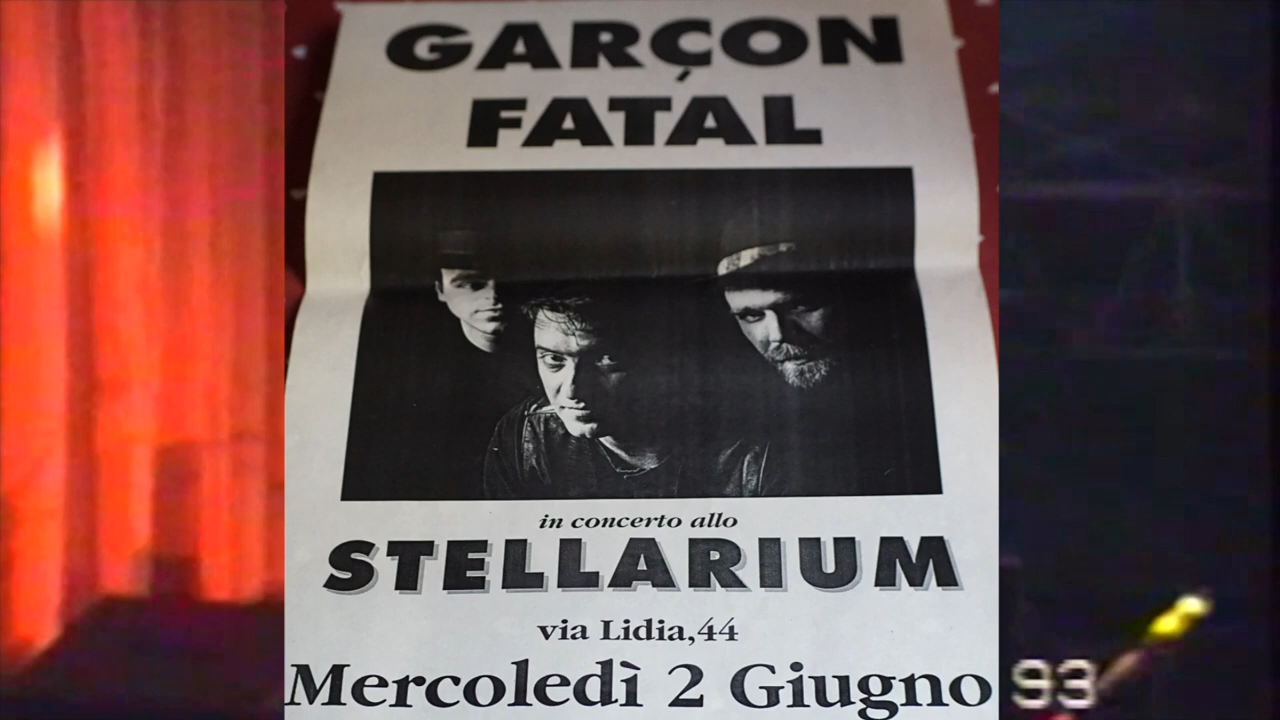 GARÇON
FATAL
in concerto allo
STELLARIUM
via Lidia,44
Mercoledì 2 Giugno
93